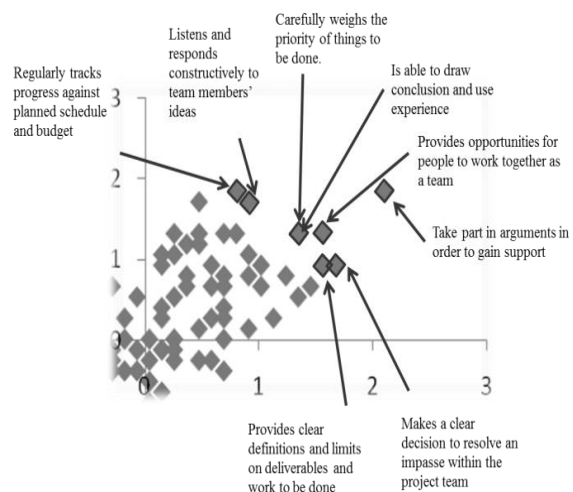 Carefully weighs the
priority of things to
be done.
Listens and
responds
constructively to
team members'
ideas
Regularly tracks
progress against
planned schedule
and budget
Is able to draw
conclusion and use
experience
Provides opportunities for
people to work together as
a team
Take part in arguments in
order to gain support
3
2
1
0
0
1
2
3
Provides clear
definitions and limits
on deliverables and
work to be done
Makes a clear
decision to resolve an
impasse within the
project team